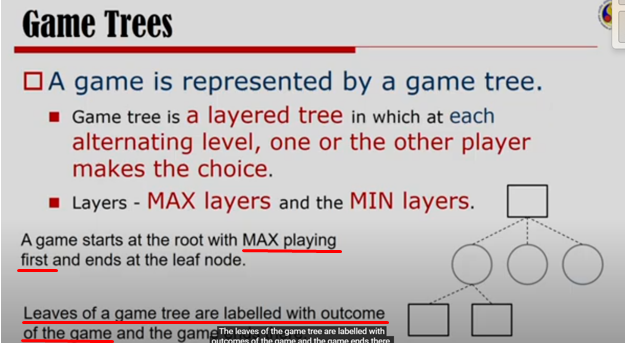 Game Trees
A game is represented by a game tree.
Game tree is a layered tree in which at each
alternating level, one or the other player
makes the choice.
Layers - MAX layers and the MIN layers.
A game starts at the root with MAX playing
first and ends at the leaf node.
Leaves of a game tree are labelled with outcome
of the game and the game
The leaves of the game tree are labelled with
outcomes of the game and the game ends there